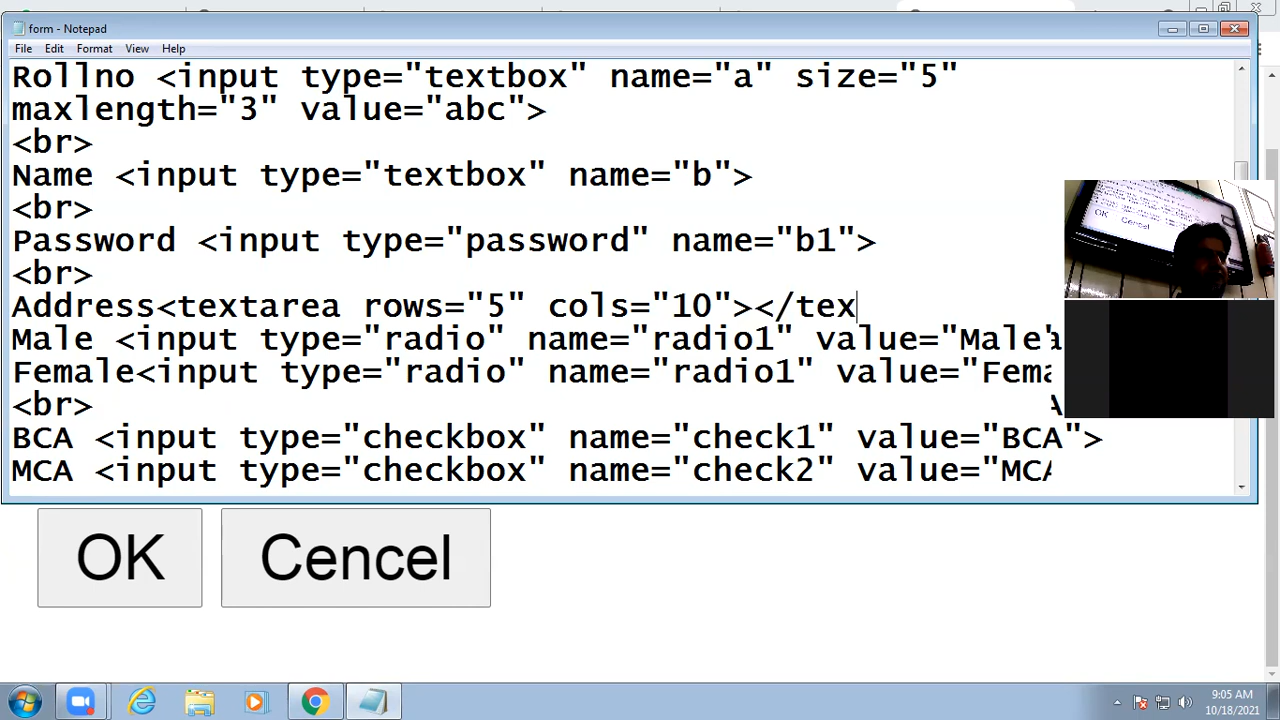 form - Notepad
File Edit Format View Help
Rollno <input type="textbox" name="a" size="5"
maxlength="3" value="abc">
<br>
Name <input type="textbox" name="b">
<br>
Password <input type="password" name="b1">
<br>
Address<textarea rows="5" cols="10"></tex
Male <input type="radio" name="radio1" value="Male"
Female<input type="radio" name="radio1" value="Fema
<br>
BCA <input type="checkbox" name="check1" value="BCA">
MCA <input type="checkbox" name="check2" value="MCA
OK Cencel
OK
Cencel
9:05 AM
10/18/2021